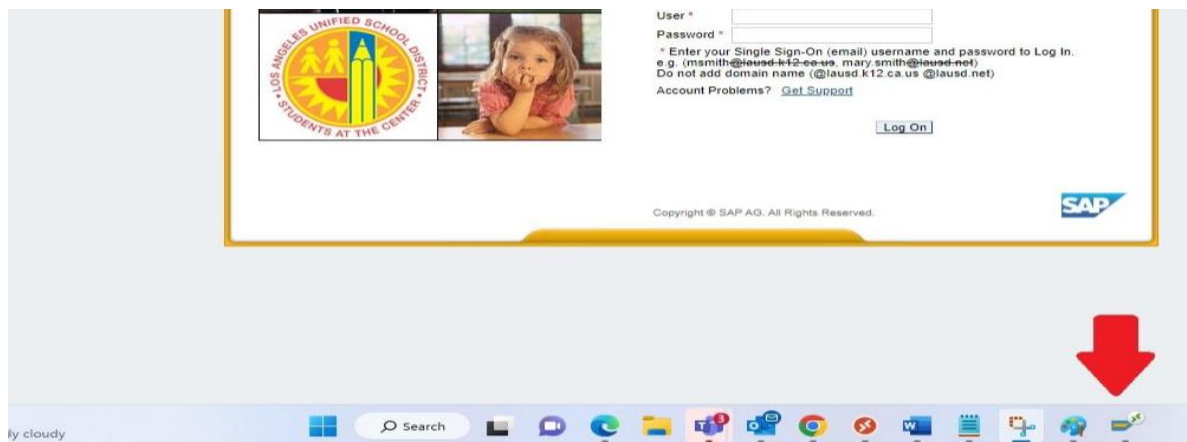 LOS ANGELES UNIFIED SCHOOL DISTRICT
• STUDENTS AT THE CENTER •
User *
Password *
* Enter your Single Sign-On (email) username and password to Log In.
e.g. (msmith@lausd.k12.ca.us, mary.smith@lausd.net)
Do not add domain name (@lausd.k12.ca.us @lausd.net)
Account Problems? Get Support
Log On
Copyright © SAP AG. All Rights Reserved.
SAP
ly cloudy
Search
3